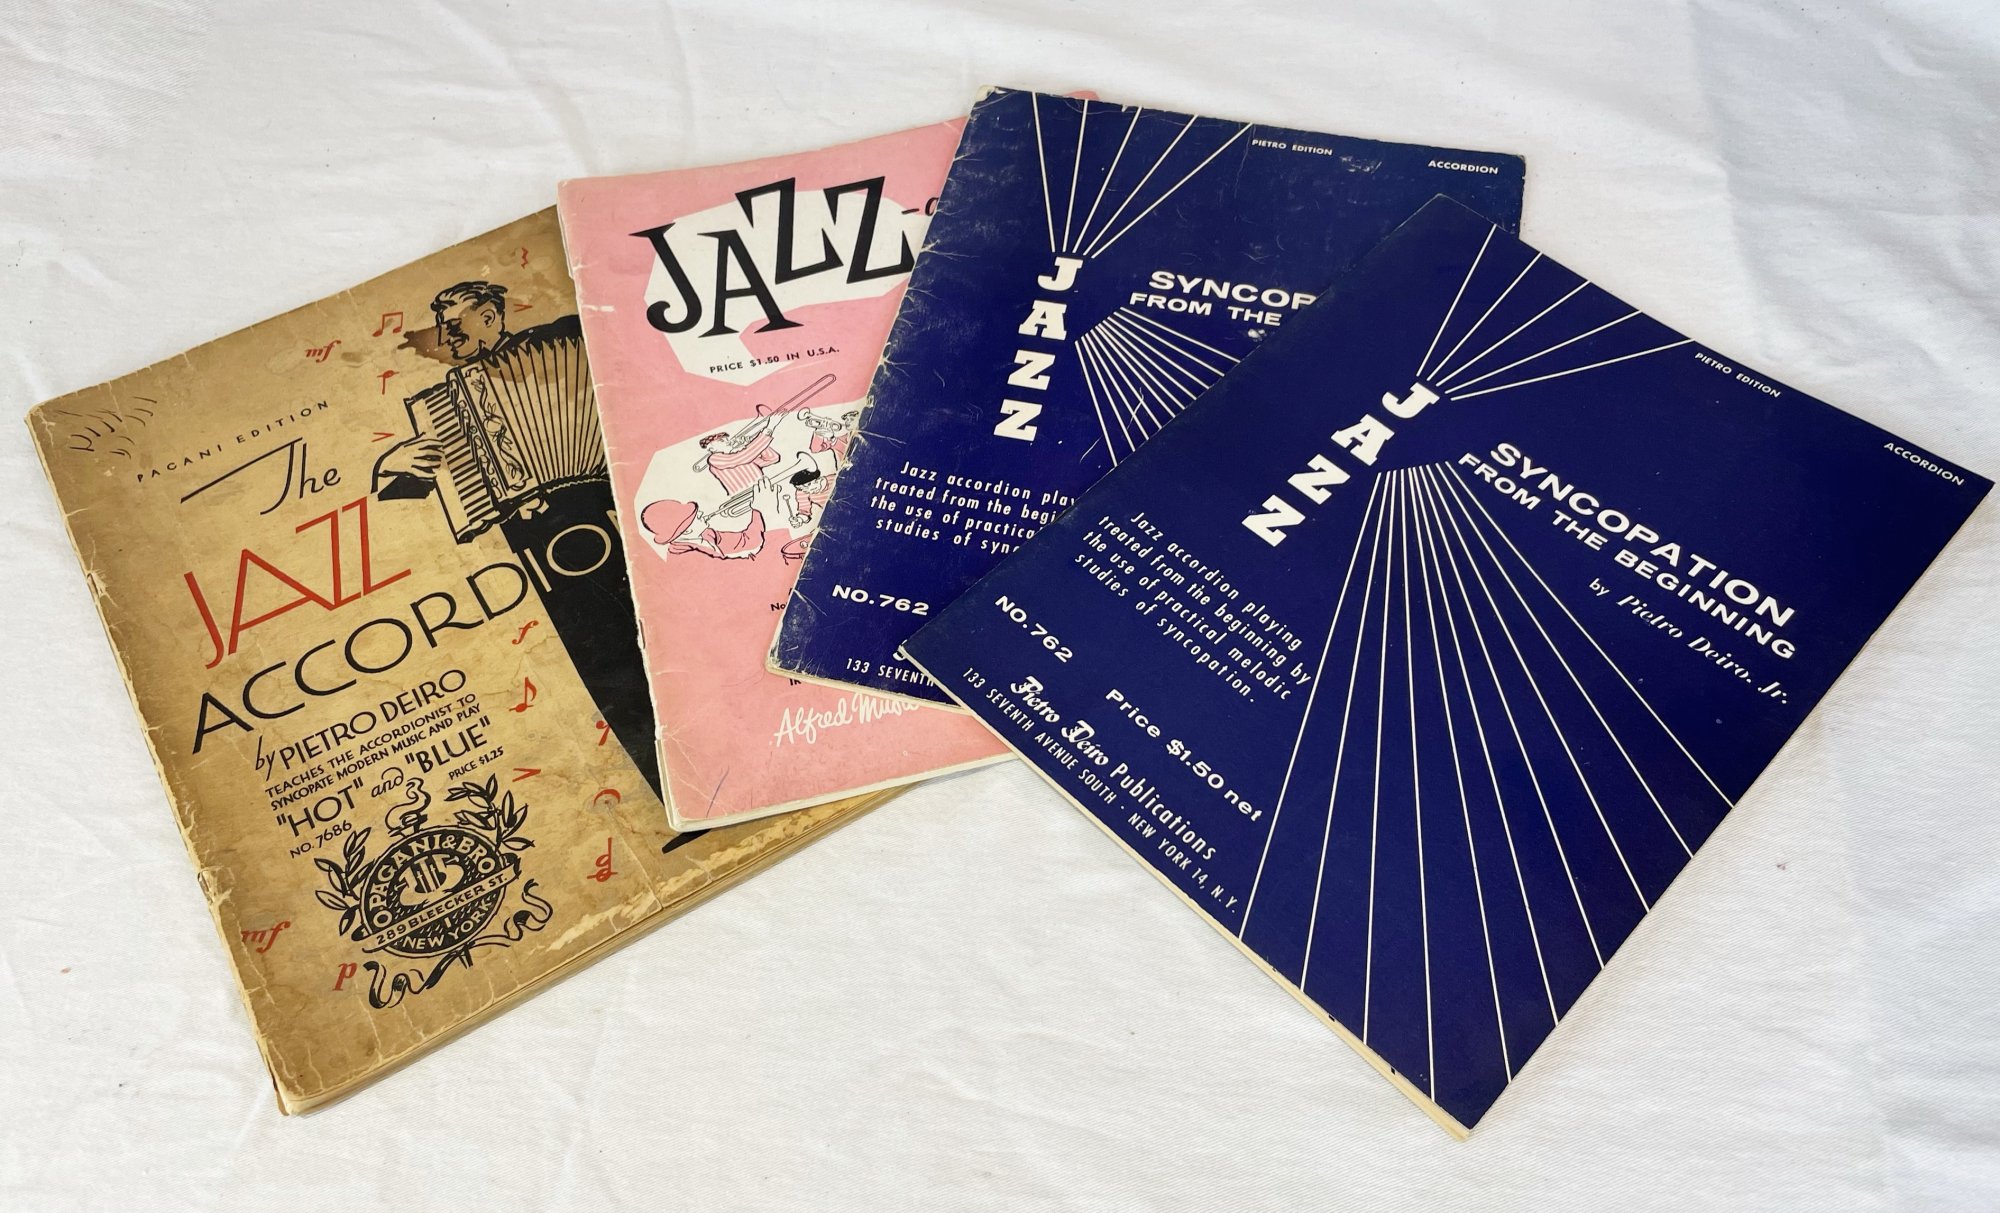 PAGANI EDITION
The
JAZZ
ACCORDION
by PIETRO DEIRO
TEACHES THE ACCORDIONIST TO
SYNCOPATE MODERN MUSIC AND PLAY
"HOT" and "BLUE"
NO. 7686
PRICE $1.25
O. PAGANI & BRO
289 BLEECKER ST.
NEW YORK
JAZZ-a
PRICE $1.50 IN U.S.A.
No
Alfred Music
PIETRO EDITION
ACCORDION
JAZZ
SYNCOP
FROM THE
Jazz accordion play
treated from the begi
the use of practica
studies of sync
NO. 762
133 SEVENTH
PIETRO EDITION
ACCORDION
JAZZ
SYNCOPATION
FROM THE BEGINNING
by Pietro Deiro, Jr.
Jazz accordion playing
treated from the beginning by
the use of practical melodic
studies of syncopation.
NO. 762
Price $1.50 net
Pietro Deiro Publications
133 SEVENTH AVENUE SOUTH · NEW YORK 14, N. Y.